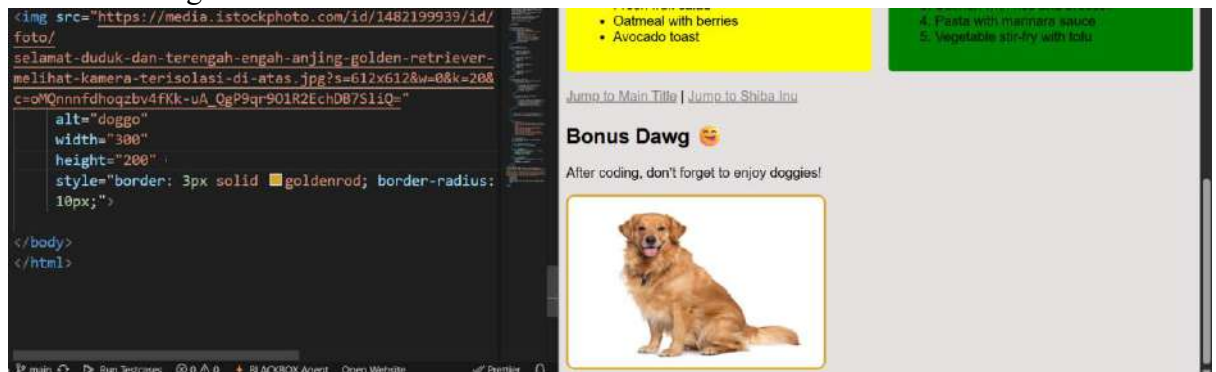 <img src="https://media.istockphoto.com/id/1482199939/id/
foto/
selamat-duduk-dan-terengah-engah-anjing-golden-retriever-
melihat-kamera-terisolasi-di-atas.jpg?s=612x612&w=0&k=20&
c=oMQnnnfdhoqzbv4fKk-uA_QgP9qr9O1R2EchDB7SliQ="
alt="doggo"
width="300"
height="200"
style="border: 3px solid goldenrod; border-radius:
10px;">
</body>
</html>
main Run Testcases 0 0 BLACKBOX Agent Open Website Prettier
• Oatmeal with berries
• Avocado toast
4. Pasta with marinara sauce
5. Vegetable stir-fry with tofu
Jump to Main Title | Jump to Shiba Inu
Bonus Dawg 😄
After coding, don't forget to enjoy doggies!